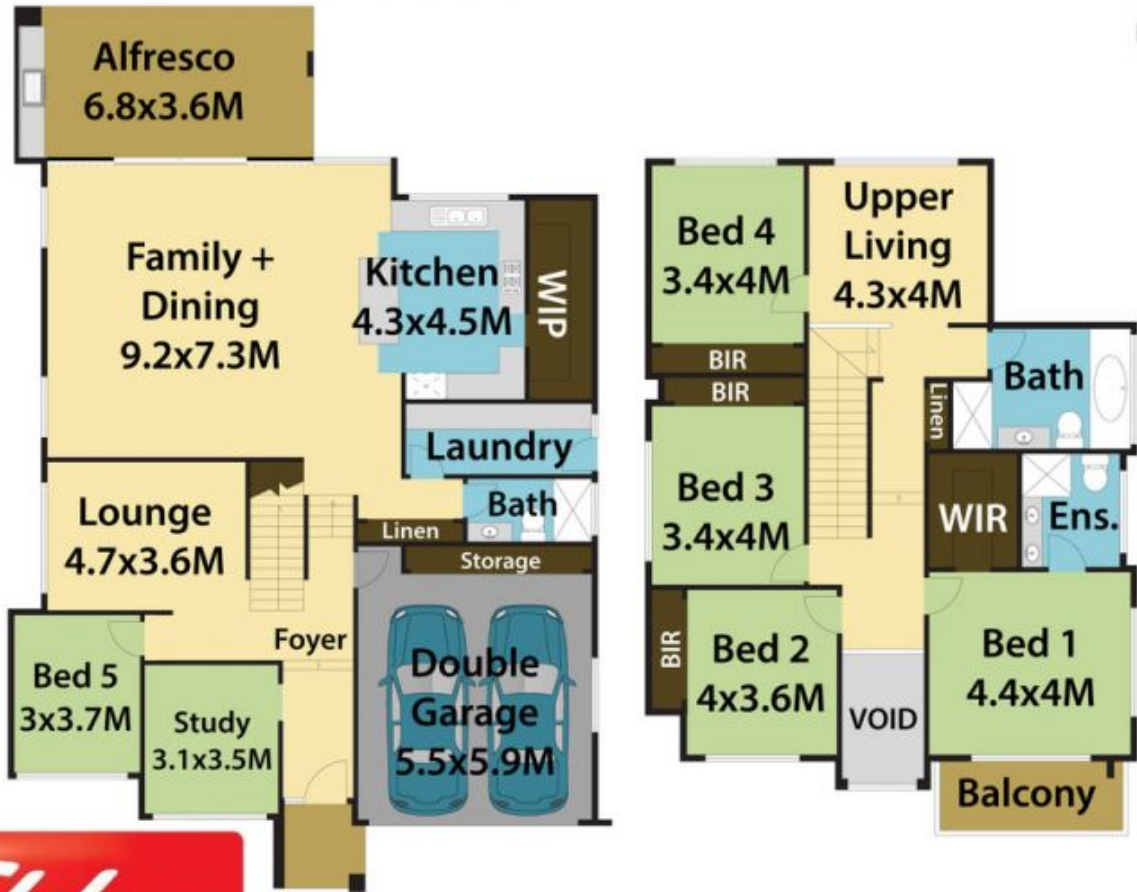 Alfresco
6.8x3.6M
Family +
Dining
9.2x7.3M
Kitchen
4.3x4.5M
WIP
Laundry
Bath
Linen
Storage
Lounge
4.7x3.6M
Foyer
Bed 5
3x3.7M
Study
3.1x3.5M
Double
Garage
5.5x5.9M
Bed 4
3.4x4M
Upper
Living
4.3x4M
BIR
BIR
Bath
Linen
Bed 3
3.4x4M
WIR
Ens.
BIR
Bed 2
4x3.6M
VOID
Bed 1
4.4x4M
Balcony